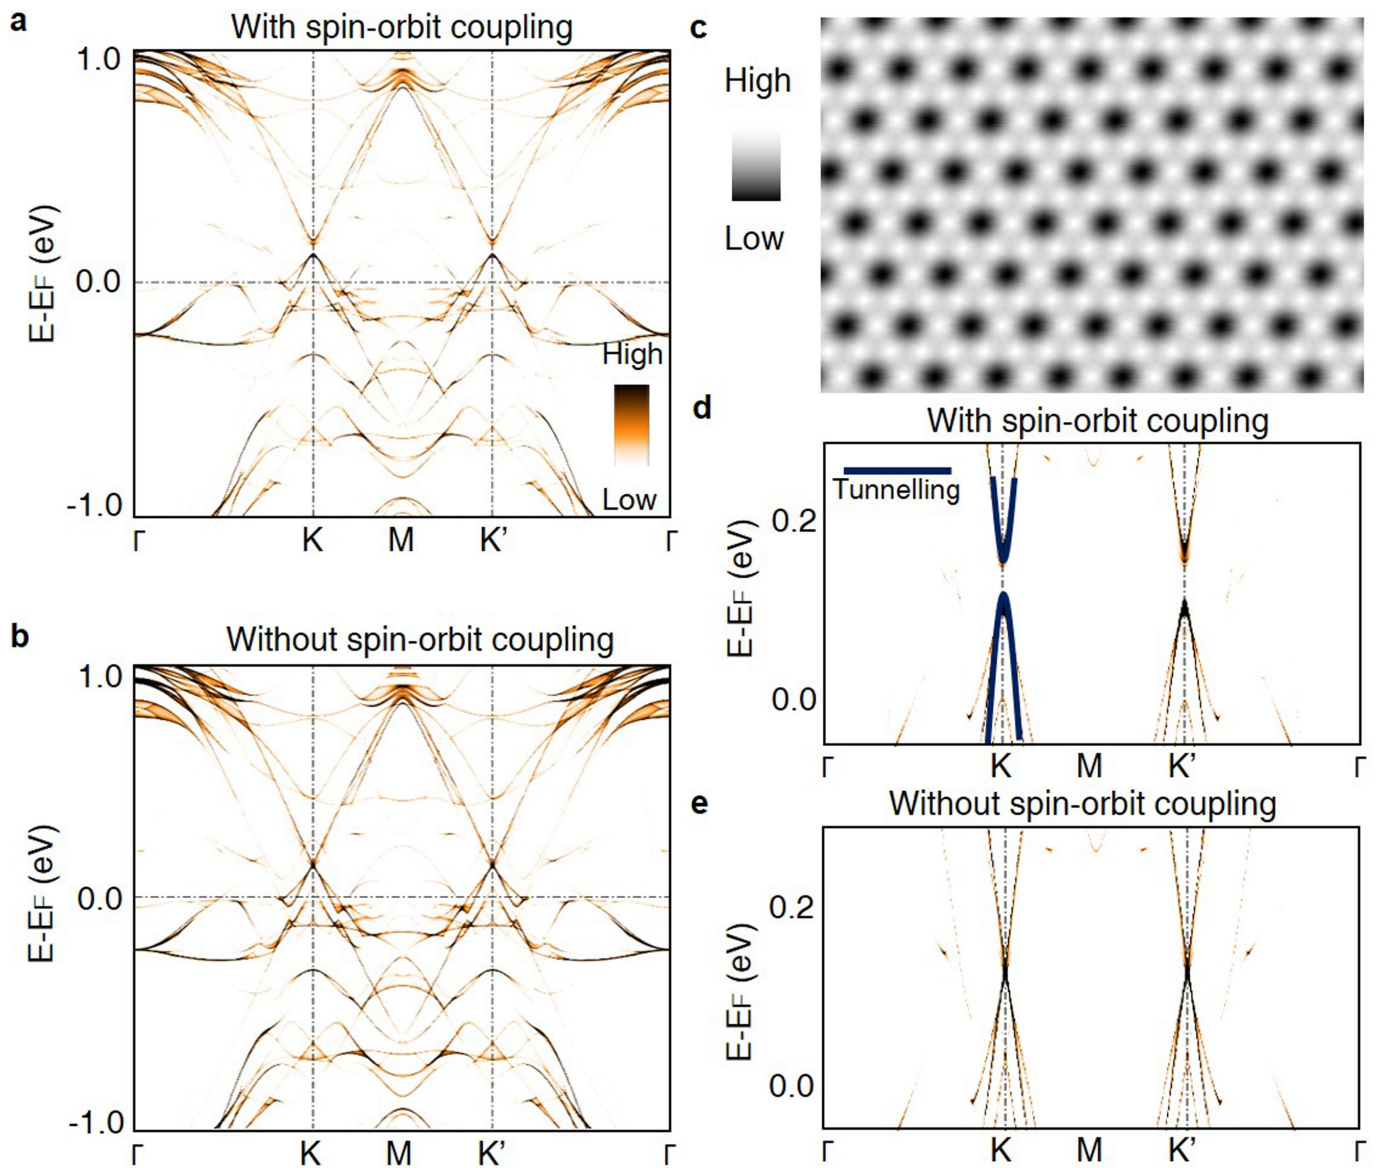 a
With spin-orbit coupling
1.0
0.0
-1.0
E-EF (eV)
High
Low
Γ K M K’ Γ
b
Without spin-orbit coupling
1.0
0.0
-1.0
E-EF (eV)
Γ K M K’ Γ
c
High
Low
d
With spin-orbit coupling
Tunnelling
0.2
0.0
E-EF (eV)
Γ K M K’ Γ
e
Without spin-orbit coupling
0.2
0.0
E-EF (eV)
Γ K M K’ Γ